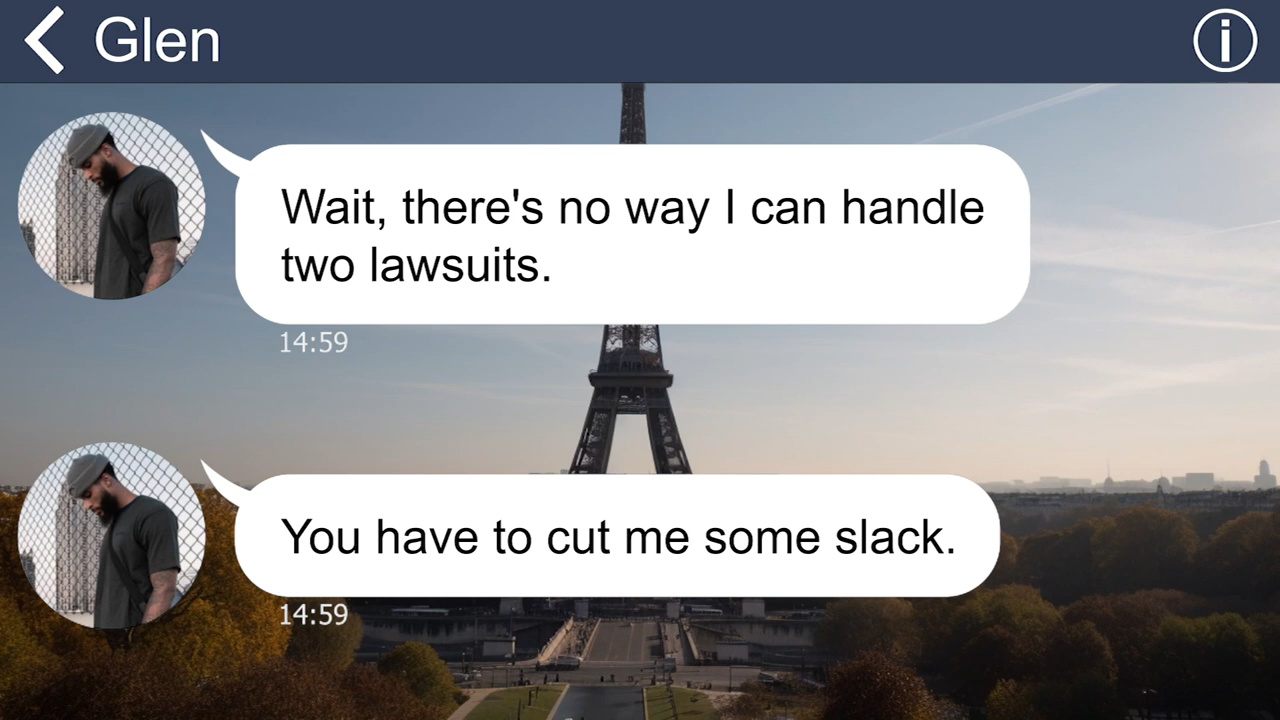 Glen
Wait, there's no way I can handle
two lawsuits.
14:59
You have to cut me some slack.
14:59